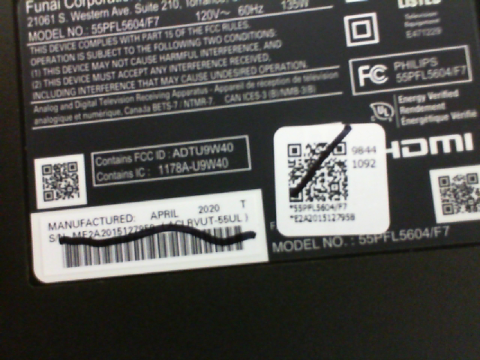 Funai Corporation
21061 S. Western Ave, Suite 210, Torrance,
MODEL NO.: 55PFL5604/F7 120V~ 60Hz 135W
THIS DEVICE COMPLIES WITH PART 15 OF THE FCC RULES.
OPERATION IS SUBJECT TO THE FOLLOWING TWO CONDITIONS:
(1) THIS DEVICE MAY NOT CAUSE HARMFUL INTERFERENCE, AND
(2) THIS DEVICE MUST ACCEPT ANY INTERFERENCE RECEIVED,
INCLUDING INTERFERENCE THAT MAY CAUSE UNDESIRED OPERATION.
Analog and Digital Television Receiving Apparatus - Appareil de réception de télévision
analogique et numérique, Canada BETS-7 / NTMR-7, CAN ICES-3 (B)/NMB-3(B)
LISTED
Television
Equipment
E471229
FC PHILIPS
55PFL5604/F7
Energy Verified
Rendement
Énergétique Vérifié
HDMI
Contains FCC ID : ADTU9W40
Contains IC : 1178A-U9W40
9844
1092
*55PFL5604/F7
MANUFACTURED: APRIL 2020 T
MODEL NO. : 55PFL5604/F7